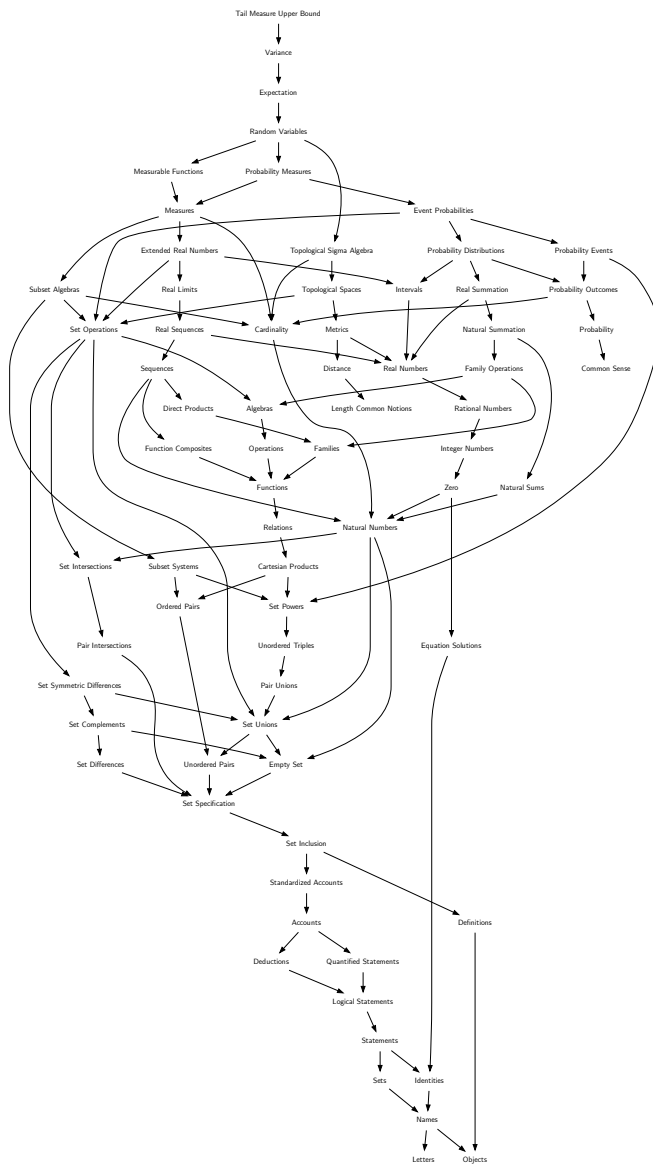 Tail Measure Upper Bound
Variance
Expectation
Random Variables
Measurable Functions
Probability Measures
Measures
Event Probabilities
Extended Real Numbers
Topological Sigma Algebra
Probability Distributions
Probability Events
Subset Algebras
Real Limits
Topological Spaces
Intervals
Real Summation
Probability Outcomes
Set Operations
Real Sequences
Cardinality
Metrics
Natural Summation
Probability
Sequences
Distance
Real Numbers
Family Operations
Common Sense
Direct Products
Algebras
Length Common Notions
Rational Numbers
Function Composites
Operations
Families
Integer Numbers
Functions
Zero
Natural Sums
Relations
Natural Numbers
Set Intersections
Subset Systems
Cartesian Products
Ordered Pairs
Set Powers
Pair Intersections
Unordered Triples
Equation Solutions
Set Symmetric Differences
Pair Unions
Set Complements
Set Unions
Set Differences
Unordered Pairs
Empty Set
Set Specification
Set Inclusion
Standardized Accounts
Accounts
Definitions
Deductions
Quantified Statements
Logical Statements
Statements
Sets
Identities
Names
Letters
Objects